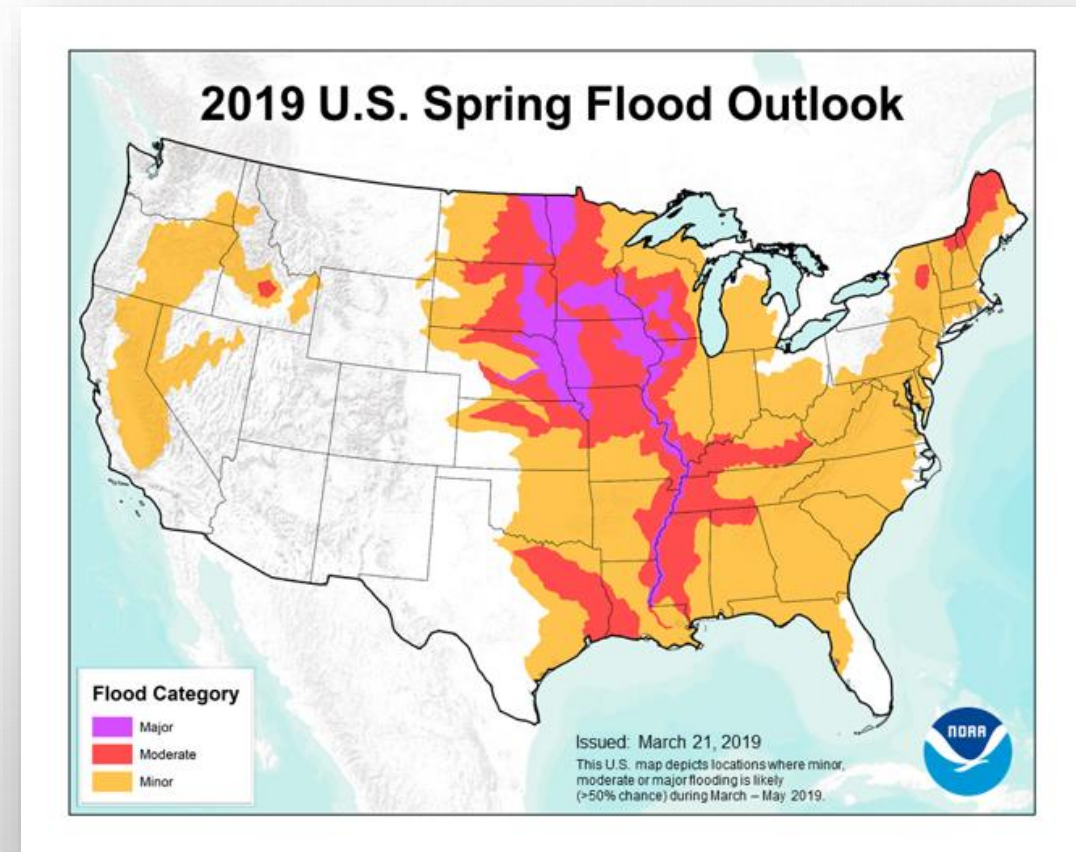 2019 U.S. Spring Flood Outlook
Flood Category
Major
Moderate
Minor
Issued: March 21, 2019
This U.S. map depicts locations where minor,
moderate or major flooding is likely
(>50% chance) during March – May 2019.
NOAA